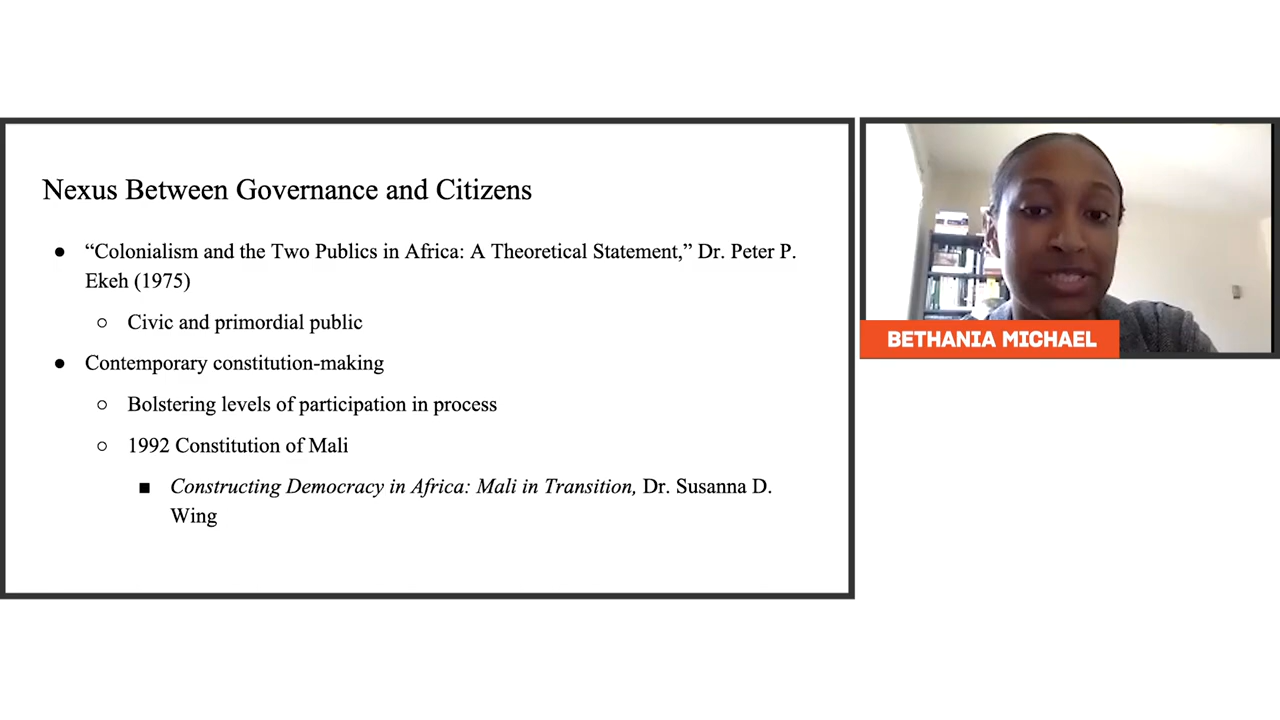 Nexus Between Governance and Citizens
● “Colonialism and the Two Publics in Africa: A Theoretical Statement,” Dr. Peter P.
Ekeh (1975)
○ Civic and primordial public
● Contemporary constitution-making
○ Bolstering levels of participation in process
○ 1992 Constitution of Mali
■ Constructing Democracy in Africa: Mali in Transition, Dr. Susanna D.
Wing
BETHANIA MICHAEL